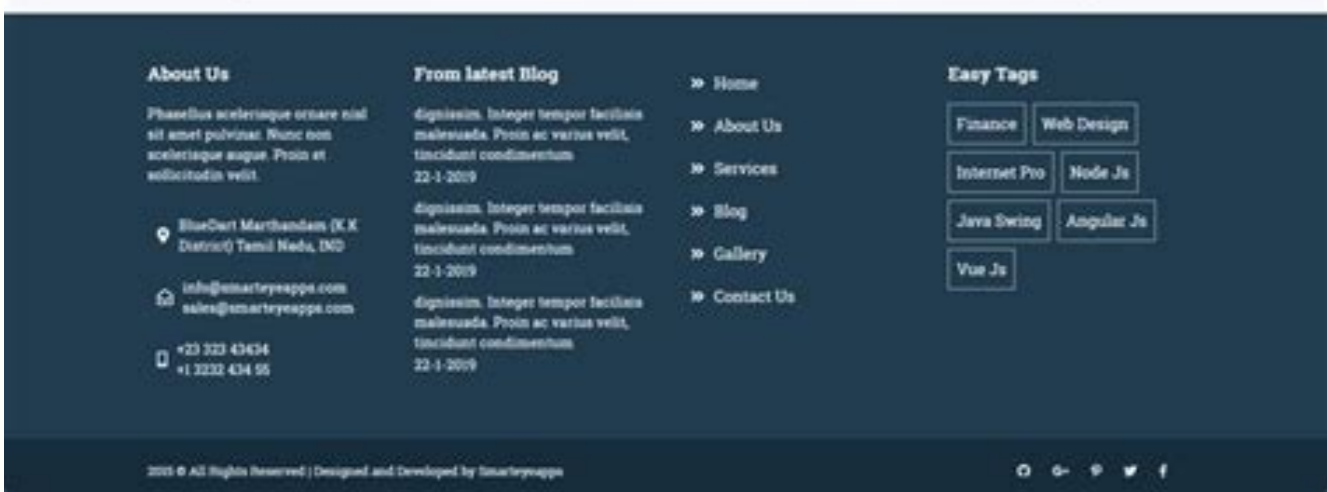 About Us
Phasellus scelerisque ornare nisl
sit amet pulvinar. Nunc non
scelerisque augue. Proin et
sollicitudin velit.
BlueDart Marthandam (K.K
District) Tamil Nadu, IND
info@smarteyeapps.com
sales@smarteyeapps.com
+23 323 43434
+1 3232 434 55
From latest Blog
dignissim. Integer tempor facilisis
malesuada. Proin ac varius velit,
tincidunt condimentum
22-1-2019
dignissim. Integer tempor facilisis
malesuada. Proin ac varius velit,
tincidunt condimentum
22-1-2019
dignissim. Integer tempor facilisis
malesuada. Proin ac varius velit,
tincidunt condimentum
22-1-2019
Home
About Us
Services
Blog
Gallery
Contact Us
Easy Tags
Finance
Web Design
Internet Pro
Node Js
Java Swing
Angular Js
Vue Js
2015 © All Rights Reserved | Designed and Developed by Smarteyeapps